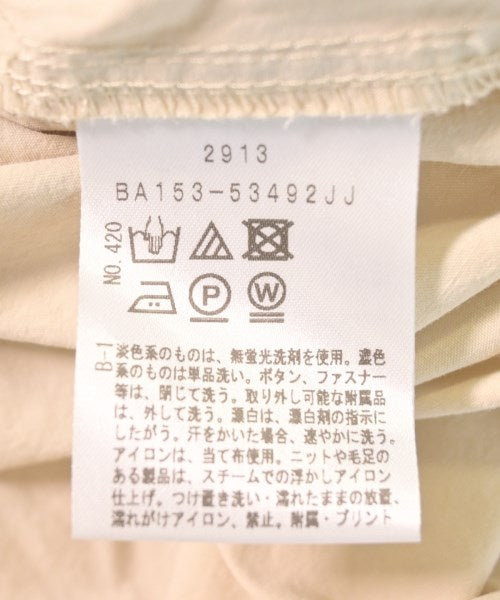 2913
BA153-53492JJ
NO.420
P
W
B-1
淡色系のものは、無蛍光洗剤を使用。濃色
系のものは単品洗い。ボタン、ファスナー
等は、閉じて洗う。取り外し可能な附属品
は、外して洗う。漂白は、漂白剤の指示に
したがう。汗をかいた場合、速やかに洗う。
アイロンは、当て布使用。ニットや毛足の
ある製品は、スチームでの浮かしアイロン
仕上げ。つけ置き洗い・濡れたままの放置、
濡れがけアイロン、禁止。附属・プリント